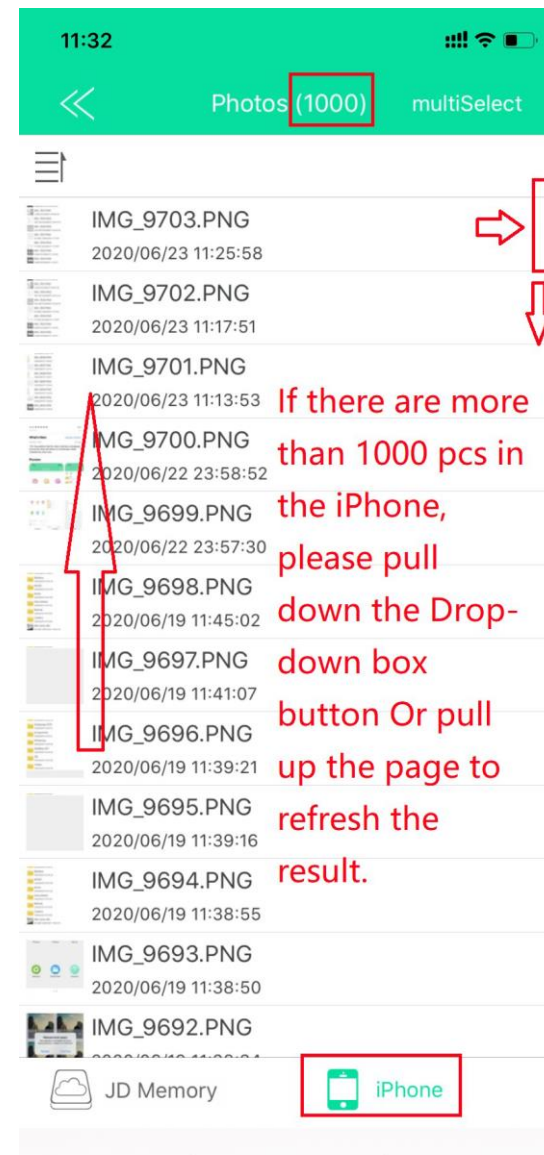 11:32
Photos (1000)
multiSelect
IMG_9703.PNG
2020/06/23 11:25:58
IMG_9702.PNG
2020/06/23 11:17:51
IMG_9701.PNG
2020/06/23 11:13:53
IMG_9700.PNG
2020/06/22 23:58:52
IMG_9699.PNG
2020/06/22 23:57:30
IMG_9698.PNG
2020/06/19 11:45:02
IMG_9697.PNG
2020/06/19 11:41:07
IMG_9696.PNG
2020/06/19 11:39:21
IMG_9695.PNG
2020/06/19 11:39:16
IMG_9694.PNG
2020/06/19 11:38:55
IMG_9693.PNG
2020/06/19 11:38:50
IMG_9692.PNG
If there are more
than 1000 pcs in
the iPhone,
please pull
down the Drop-
down box
button Or pull
up the page to
refresh the
result.
JD Memory
iPhone